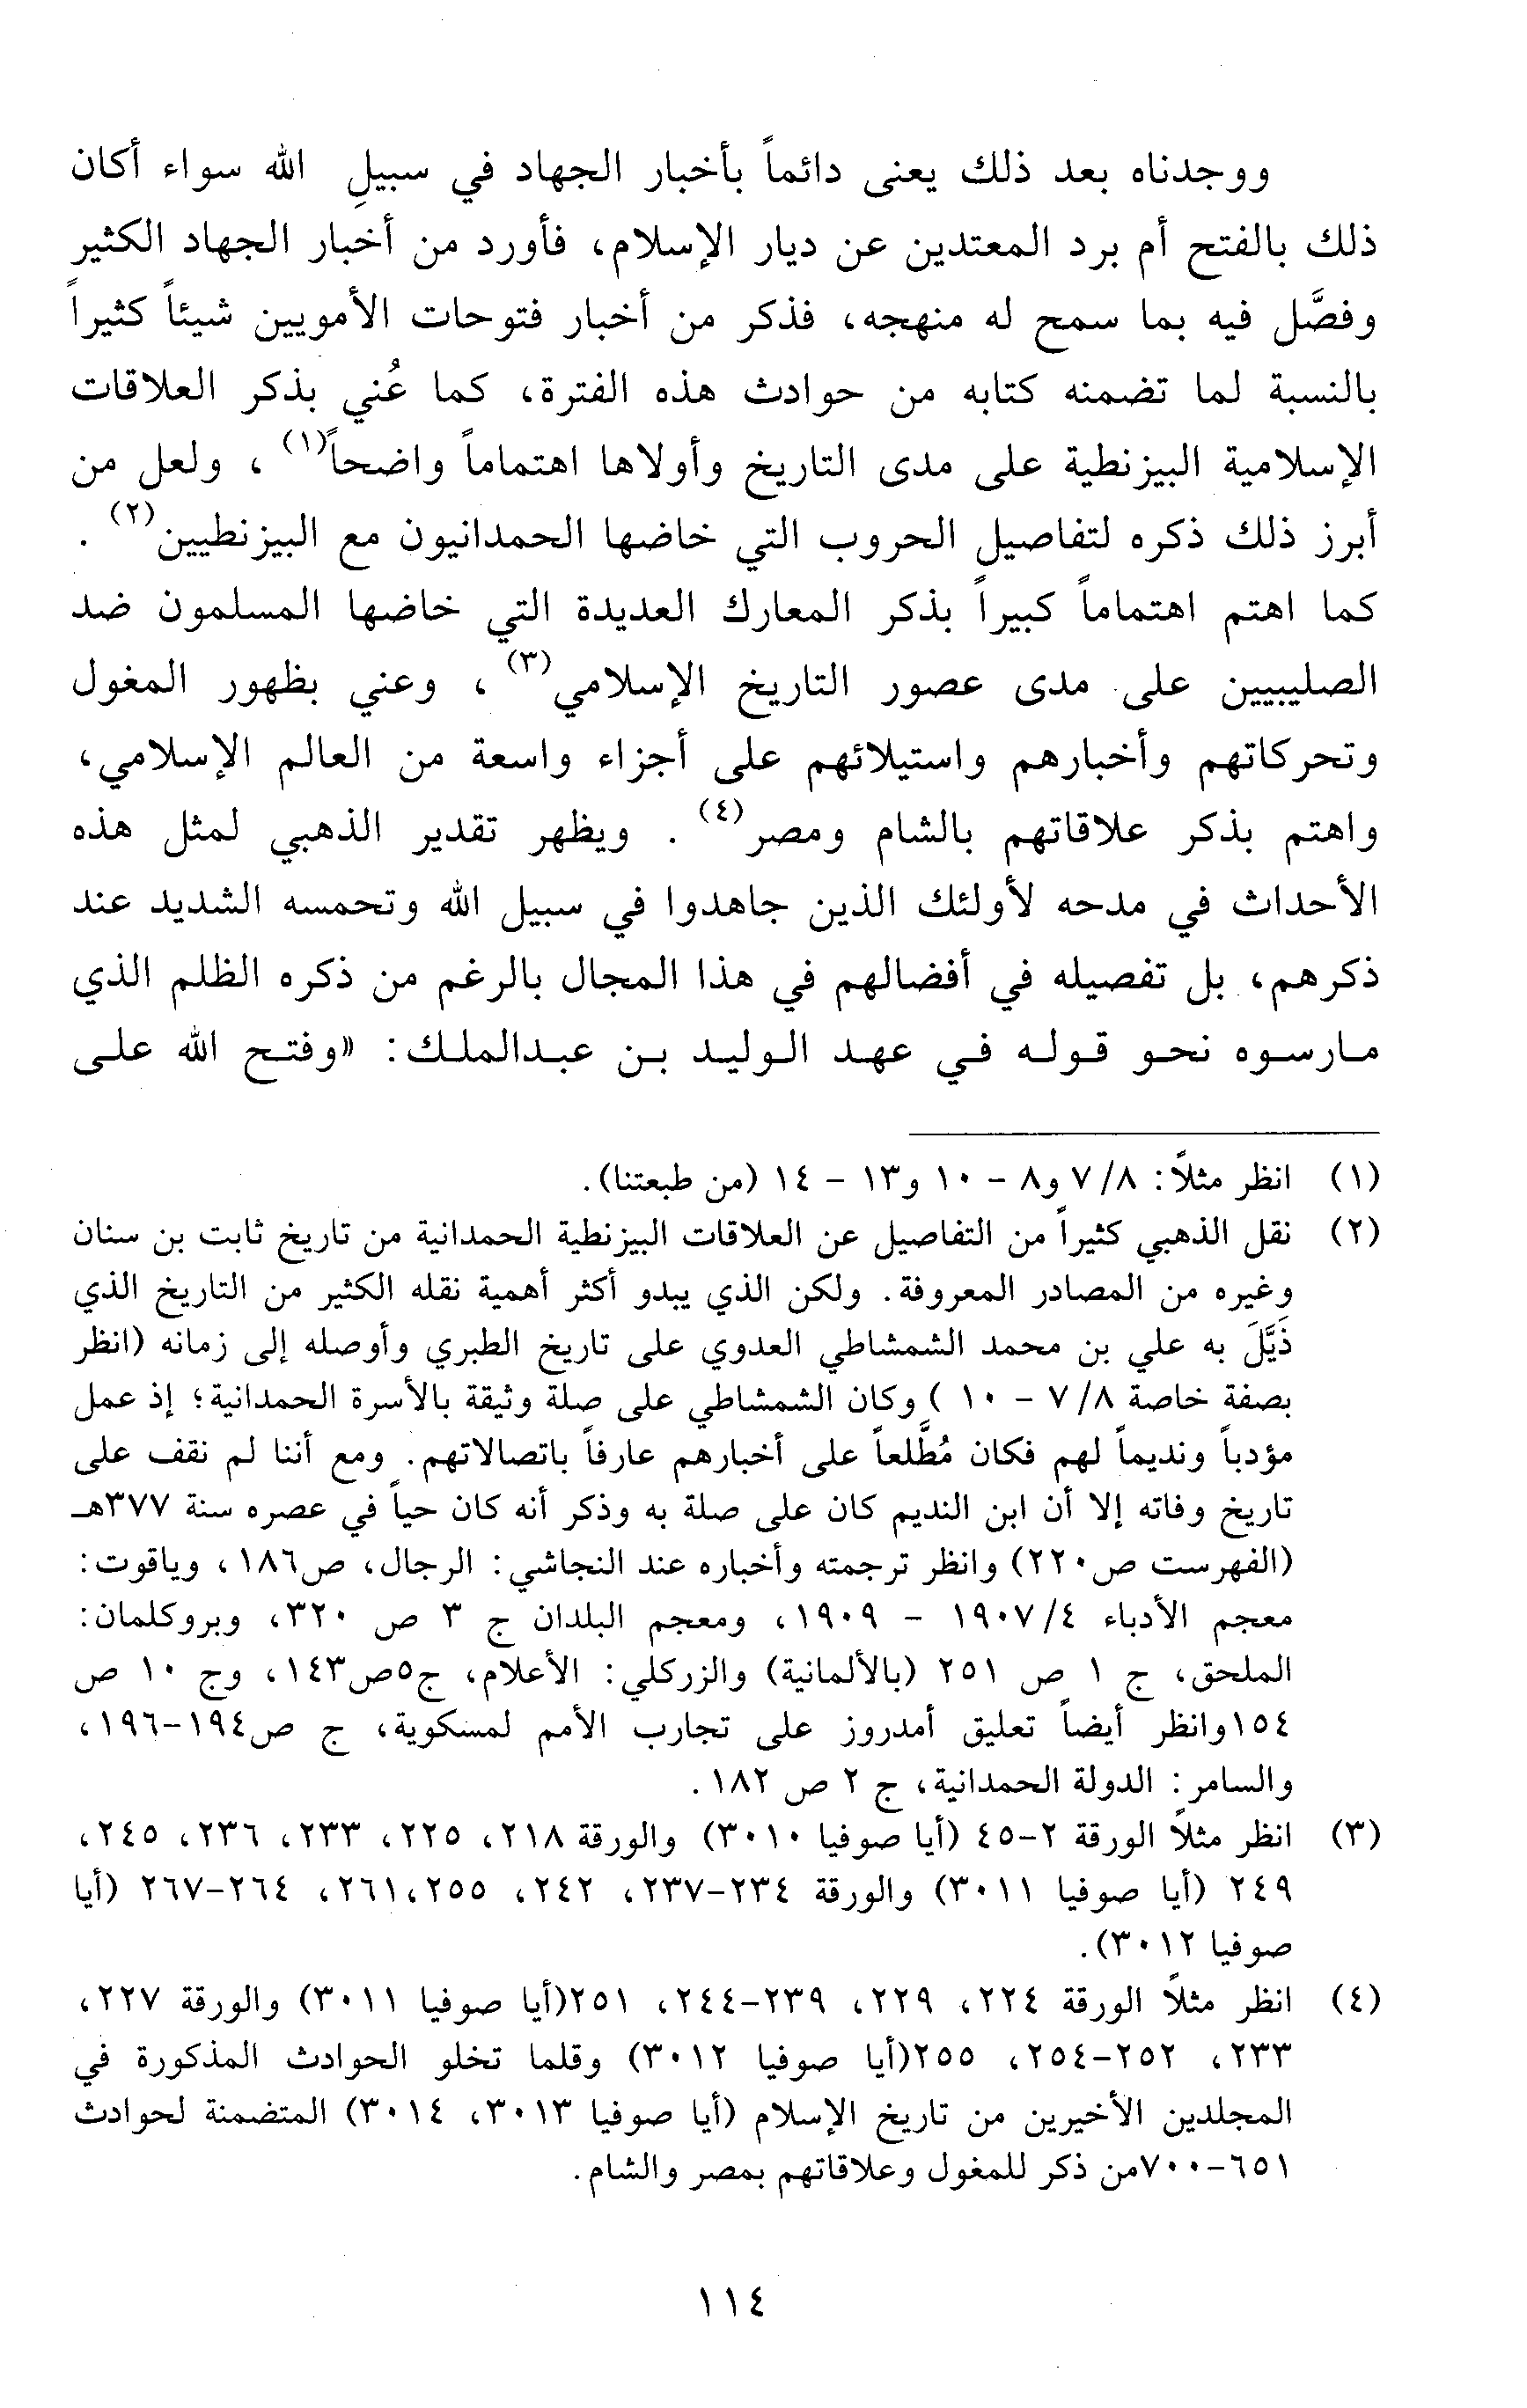 ووجدناه بعد ذلك يعنى دائماً بأخبار الجهاد في سبيلِ الله سواء أكان
ذلك بالفتح أم برد المعتدين عن ديار الإسلام، فأورد من أخبار الجهاد الكثير
وفصَّل فيه بما سمح له منهجه، فذكر من أخبار فتوحات الأمويين شيئاً كثيراً
بالنسبة لما تضمنه كتابه من حوادث هذه الفترة، كما عُني بذكر العلاقات
الإسلامية البيزنطية على مدى التاريخ وأولاها اهتماماً واضحاً(١) ، ولعل من
أبرز ذلك ذكره لتفاصيل الحروب التي خاضها الحمدانيون مع البيزنطيين(٢) .
كما اهتم اهتماماً كبيراً بذكر المعارك العديدة التي خاضها المسلمون ضد
الصليبيين على مدى عصور التاريخ الإسلامي(٣) ، وعني بظهور المغول
وتحركاتهم وأخبارهم واستيلائهم على أجزاء واسعة من العالم الإسلامي،
واهتم بذكر علاقاتهم بالشام ومصر(٤) . ويظهر تقدير الذهبي لمثل هذه
الأحداث في مدحه لأولئك الذين جاهدوا في سبيل الله وتحمسه الشديد عند
ذكرهم، بل تفصيله في أفضالهم في هذا المجال بالرغم من ذكره الظلم الذي
مارسوه نحو قوله في عهد الوليد بن عبدالملك: «وفتح الله على
(١) انظر مثلاً: ٧/٨ و٨ - ١٠ و١٣ - ١٤ (من طبعتنا).
(٢) نقل الذهبي كثيراً من التفاصيل عن العلاقات البيزنطية الحمدانية من تاريخ ثابت بن سنان
وغيره من المصادر المعروفة. ولكن الذي يبدو أكثر أهمية نقله الكثير من التاريخ الذي
ذَيَّلَ به علي بن محمد الشمشاطي العدوي على تاريخ الطبري وأوصله إلى زمانه (انظر
بصفة خاصة ٧/٨ - ١٠ ) وكان الشمشاطي على صلة وثيقة بالأسرة الحمدانية؛ إذ عمل
مؤدباً ونديماً لهم فكان مُطَّلعاً على أخبارهم عارفاً باتصالاتهم. ومع أننا لم نقف على
تاريخ وفاته إلا أن ابن النديم كان على صلة به وذكر أنه كان حياً في عصره سنة ٣٧٧هـ
(الفهرست ص٢٢٠) وانظر ترجمته وأخباره عند النجاشي: الرجال، ص١٨٦، وياقوت:
معجم الأدباء ١٩٠٧/٤ - ١٩٠٩، ومعجم البلدان ج ٣ ص ٣٢٠، وبروكلمان:
الملحق، ج ١ ص ٢٥١ (بالألمانية) والزركلي: الأعلام، ج٥ص١٤٣، وج ١٠ ص
١٥٤وانظر أيضاً تعليق أمدروز على تجارب الأمم لمسكوية، ج ص١٩٤-١٩٦،
والسامر: الدولة الحمدانية، ج ٢ ص ١٨٢.
(٣) انظر مثلاً الورقة ٢-٤٥ (أيا صوفيا ٣٠١٠) والورقة ٢١٨، ٢٢٥، ٢٣٣، ٢٣٦، ٢٤٥،
٢٤٩ (أيا صوفيا ٣٠١١) والورقة ٢٣٤-٢٣٧، ٢٤٢، ٢٦١،٢٥٥، ٢٦٤-٢٦٧ (أيا
صوفيا ٣٠١٢).
(٤) انظر مثلاً الورقة ٢٢٤، ٢٢٩، ٢٣٩-٢٤٤، ٢٥١(أيا صوفيا ٣٠١١) والورقة ٢٢٧،
٢٣٣، ٢٥٢-٢٥٤، ٢٥٥(أيا صوفيا ٣٠١٢) وقلما تخلو الحوادث المذكورة في
المجلدين الأخيرين من تاريخ الإسلام (أيا صوفيا ٣٠١٣، ٣٠١٤) المتضمنة لحوادث
٦٥١-٧٠٠من ذكر للمغول وعلاقاتهم بمصر والشام.
١١٤